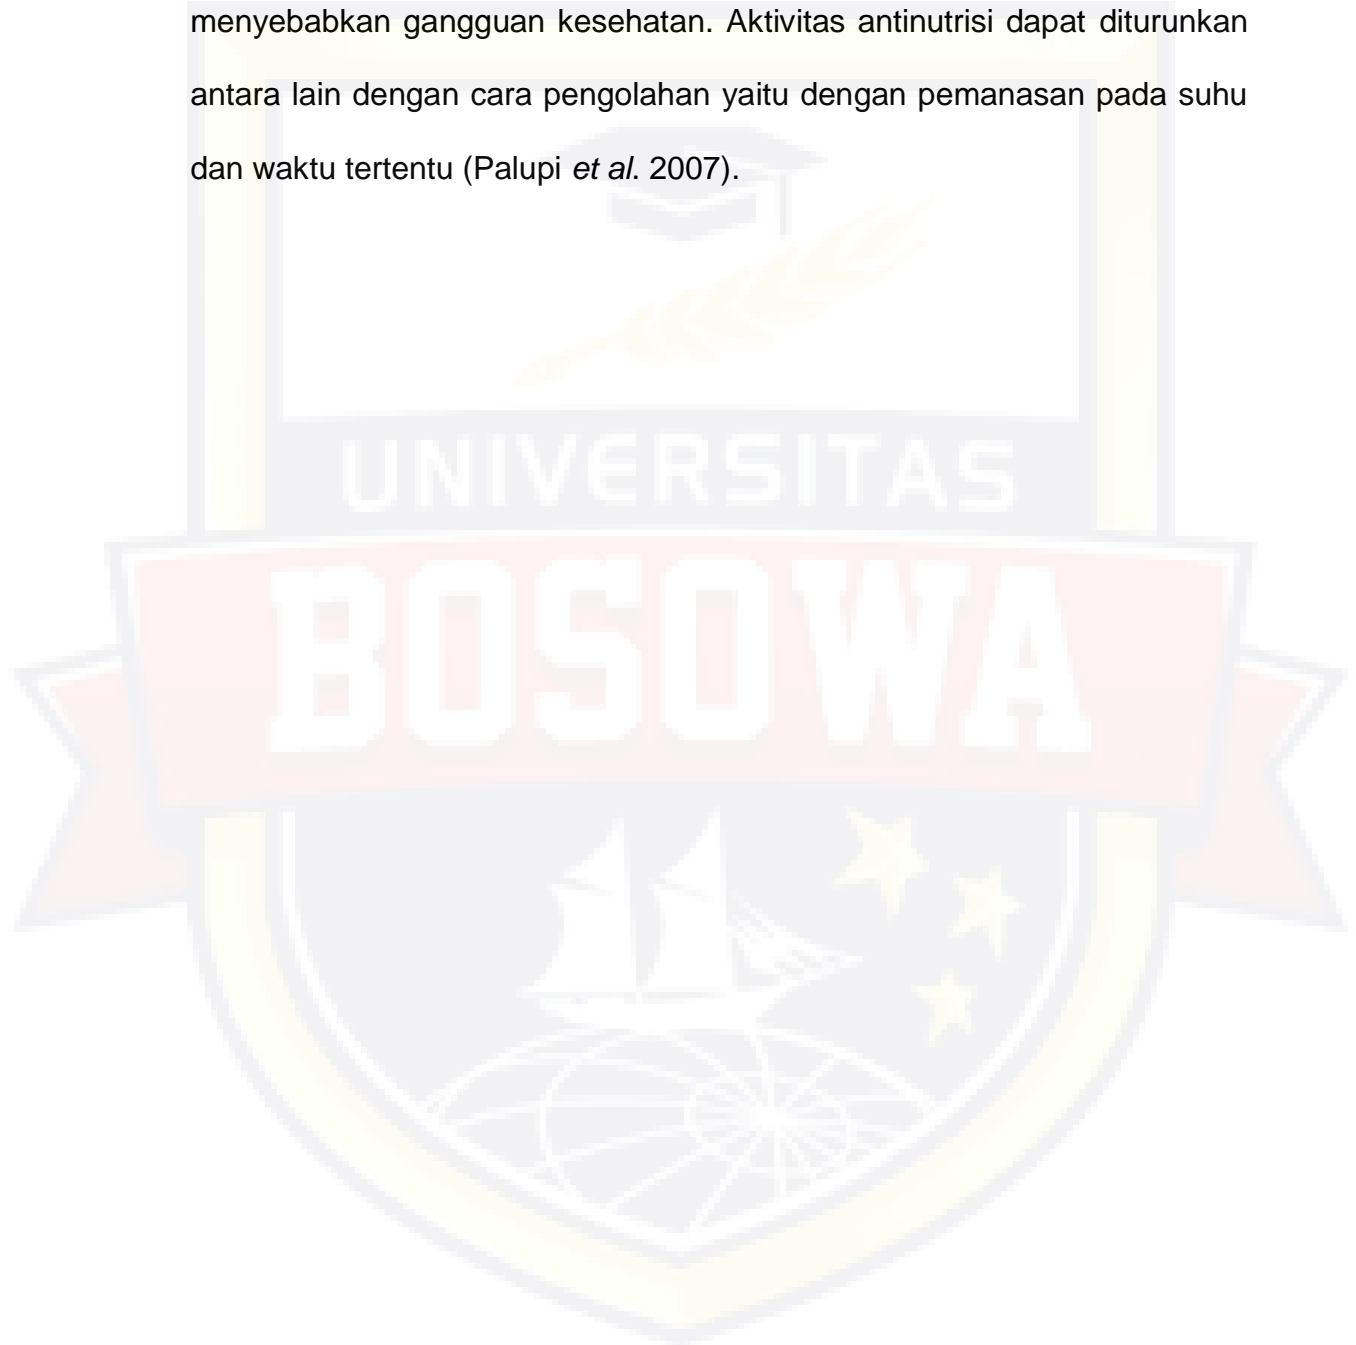 menyebabkan gangguan kesehatan. Aktivitas antinutrisi dapat diturunkan
antara lain dengan cara pengolahan yaitu dengan pemanasan pada suhu
dan waktu tertentu (Palupi et al. 2007).
UNIVERSITAS
BOSOWA